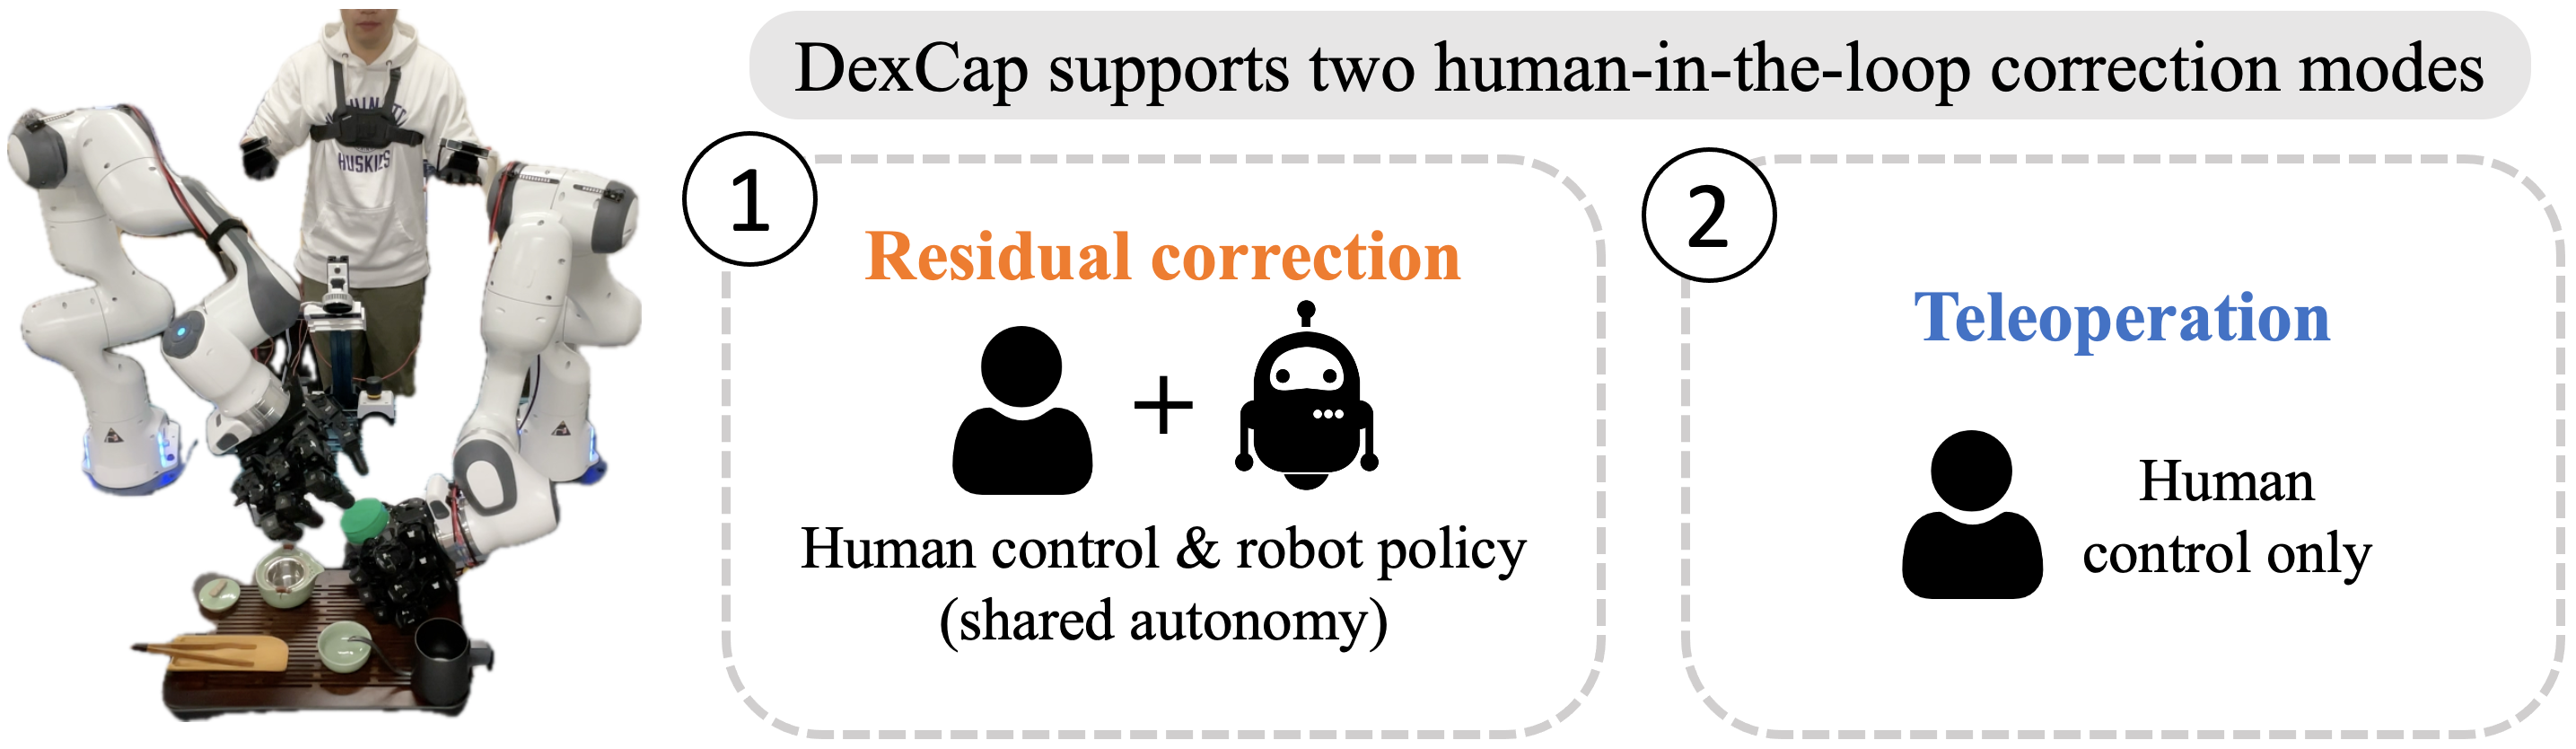 DexCap supports two human-in-the-loop correction modes
1
Residual correction
+
Human control & robot policy
(shared autonomy)
2
Teleoperation
Human
control only
HUSKIES